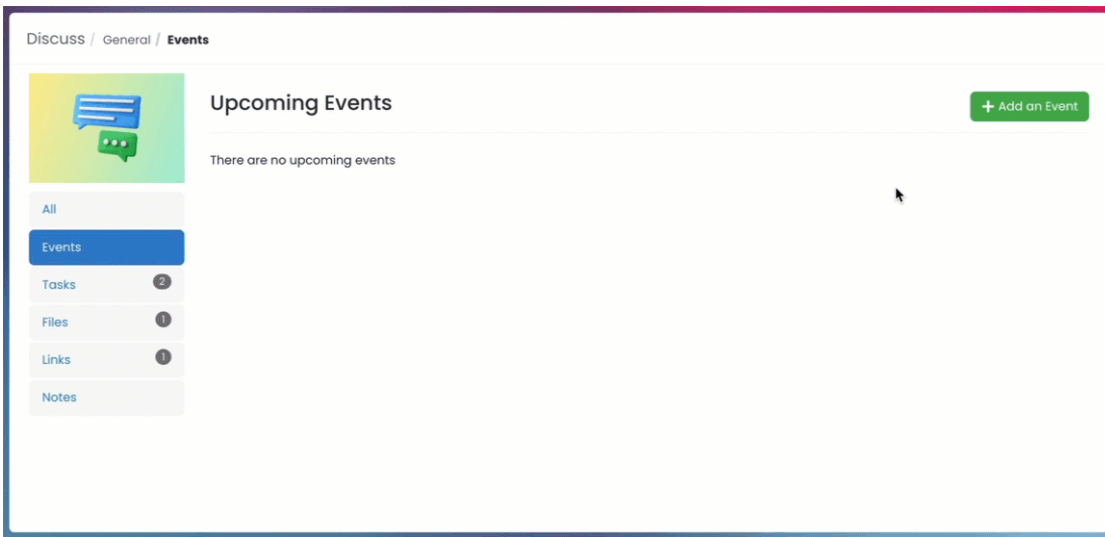 Discuss / General / Events
Upcoming Events
+ Add an Event
There are no upcoming events
All
Events
Tasks 2
Files 1
Links 1
Notes